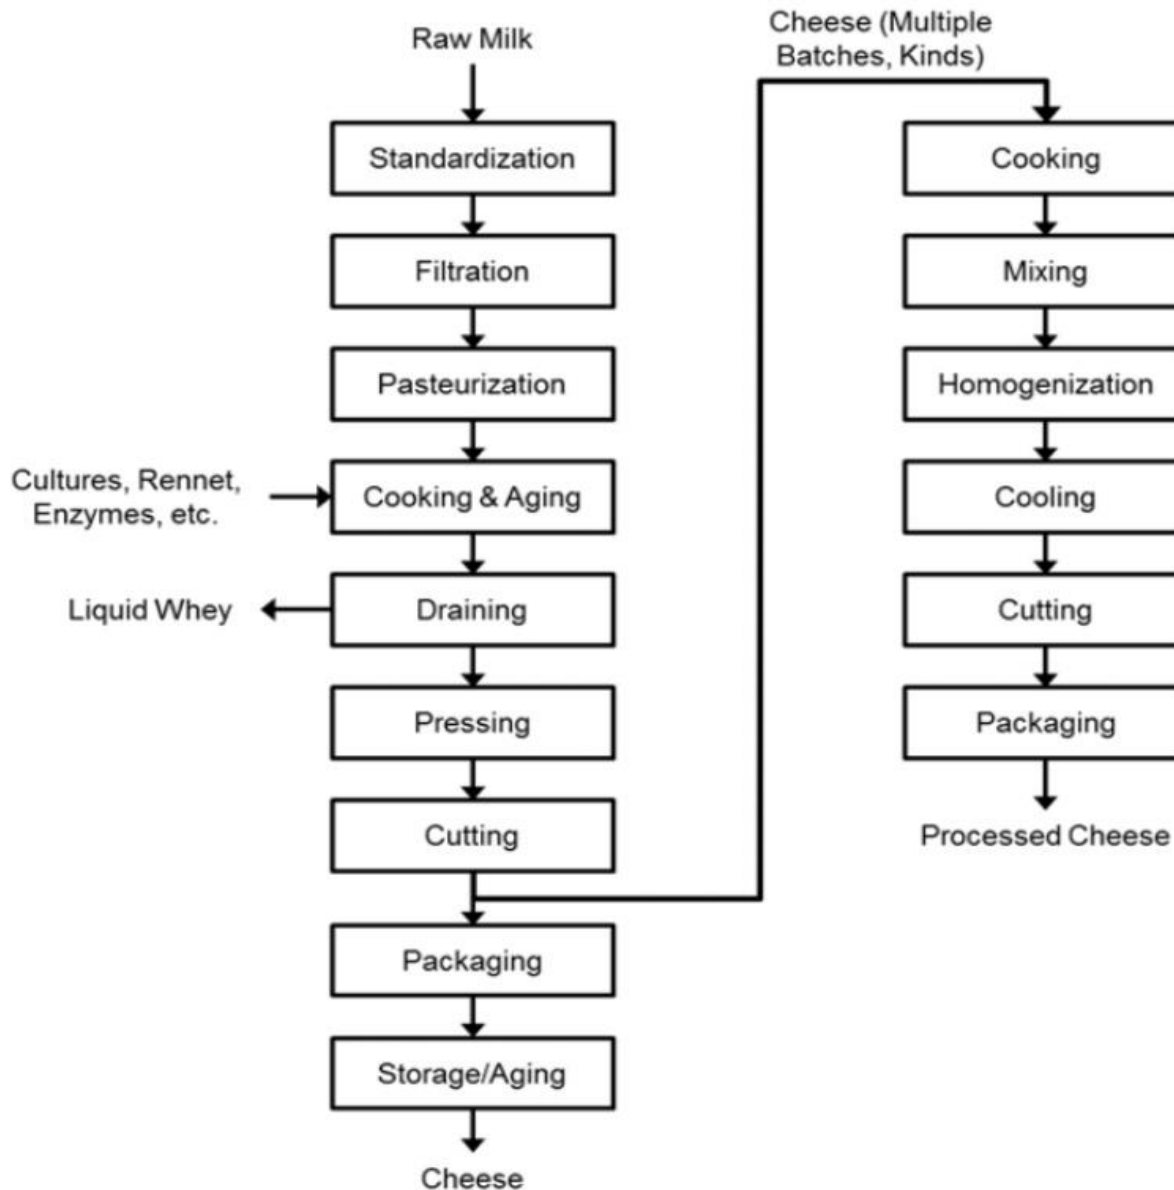 Raw Milk
Standardization
Filtration
Pasteurization
Cultures, Rennet,
Enzymes, etc.
Cooking & Aging
Liquid Whey
Draining
Pressing
Cutting
Packaging
Storage/Aging
Cheese
Cheese (Multiple
Batches, Kinds)
Cooking
Mixing
Homogenization
Cooling
Cutting
Packaging
Processed Cheese